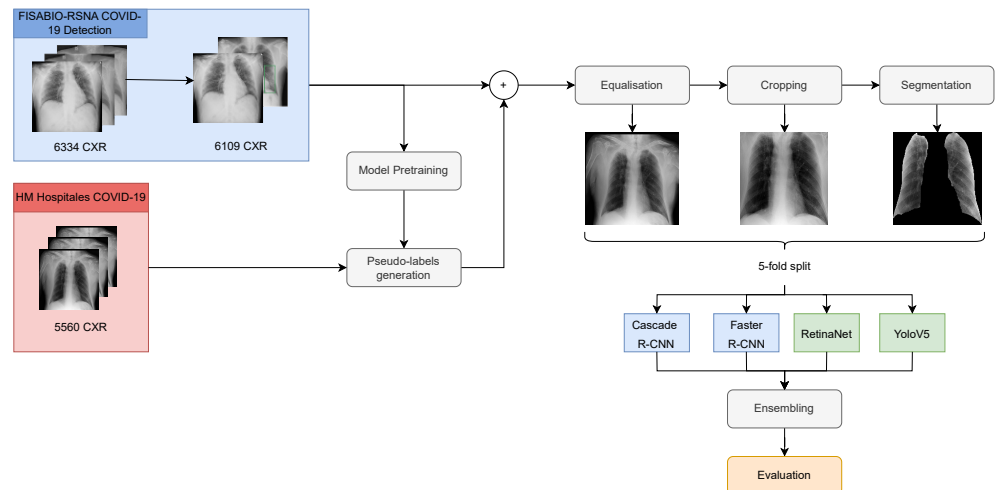 FISABIO-RSNA COVID-
19 Detection
6334 CXR
6109 CXR
HM Hospitales COVID-19
5560 CXR
Model Pretraining
Pseudo-labels
generation
+
Equalisation
Cropping
Segmentation
5-fold split
Cascade
R-CNN
Faster
R-CNN
RetinaNet
YoloV5
Ensembling
Evaluation